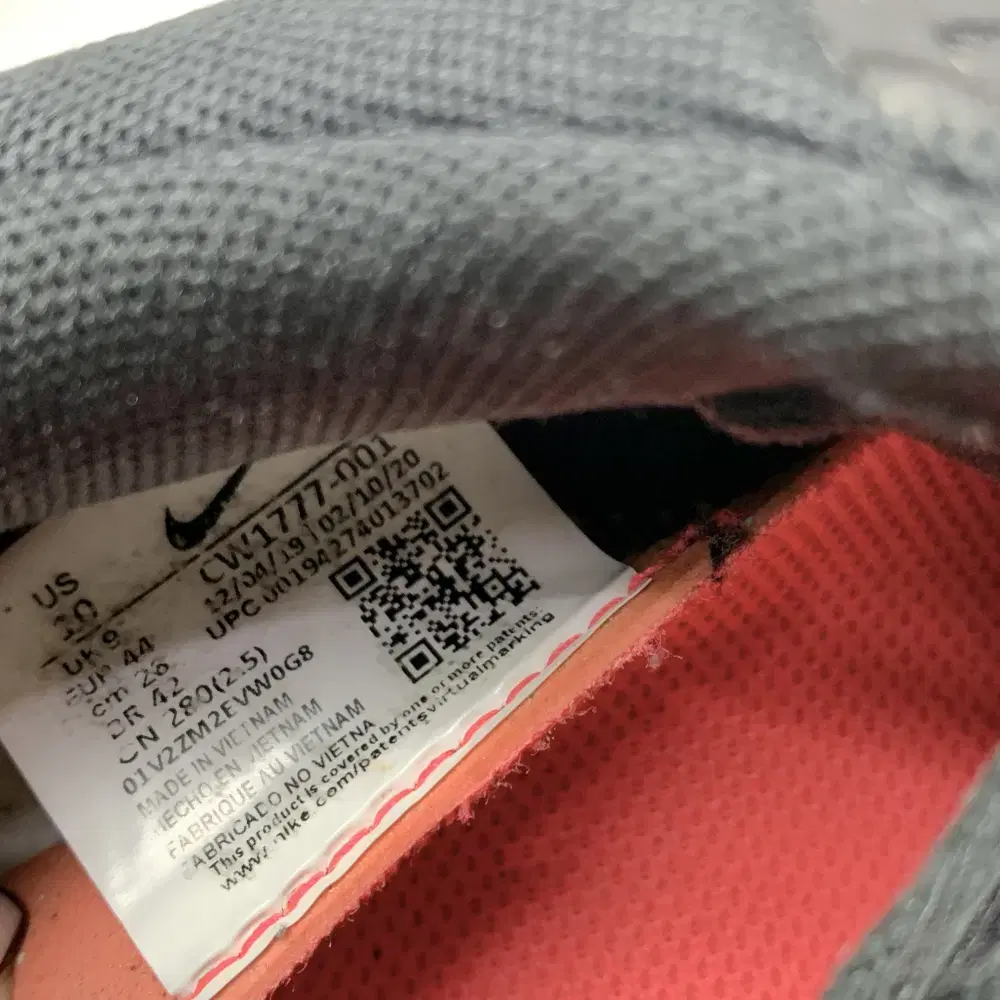 CW1777-001
12/04/19 | 02/10/20
UPC 00194274013702
US
10
UK 9
EUR 44
cm 28
BR 42
CN 280(2.5)
01V2ZM2EVW0G8
MADE IN VIETNAM
HECHO EN VIETNAM
FABRIQUE AU VIETNAM
FABRICADO NO VIETNA
This product is covered by one or more patents:
www.nike.com/patentsvirtualmarking